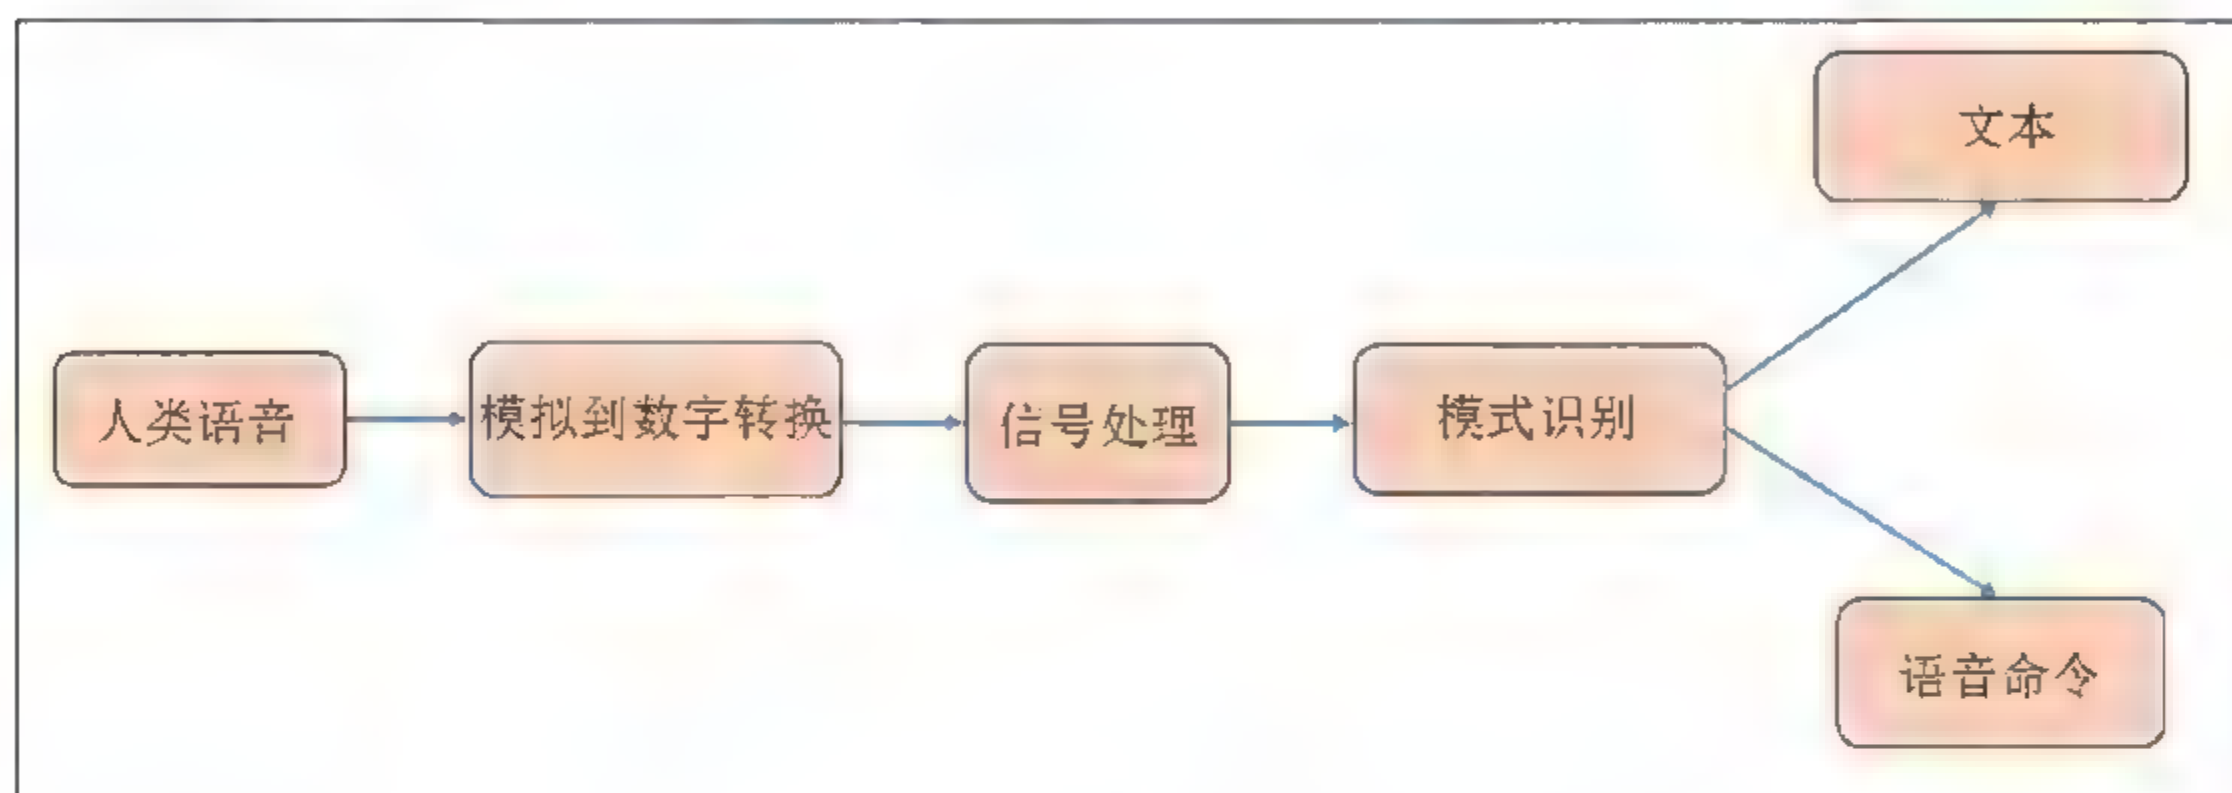 文本
人类语音
模拟到数字转换
信号处理
模式识别
语音命令